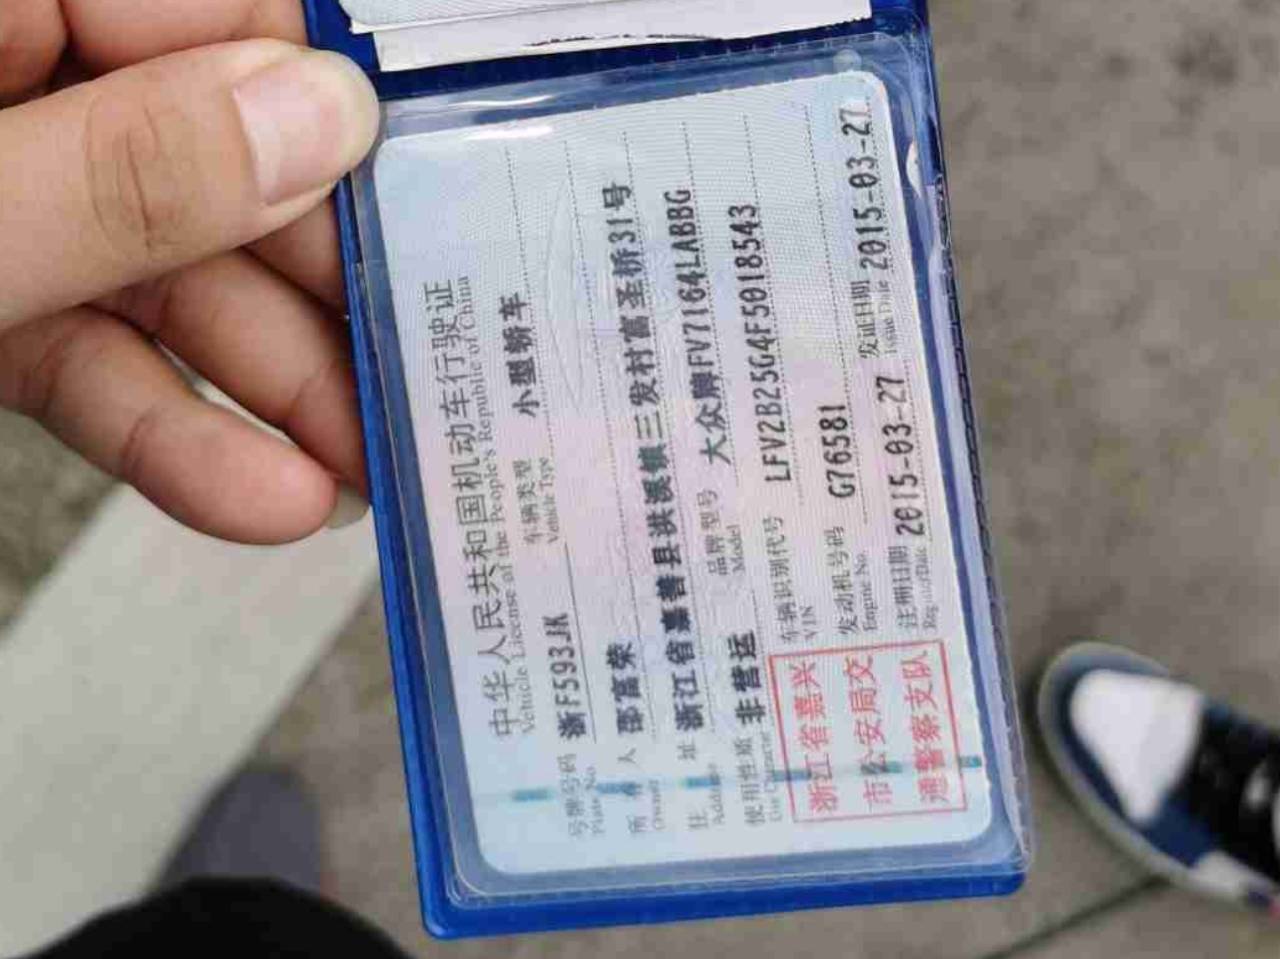 中华人民共和国机动车行驶证
Vehicle License of the People's Republic of China
号牌号码 浙F593JK 车辆类型 小型轿车
Plate No. Vehicle Type
所有人 邵富荣
Owner
住址 浙江省嘉善县洪溪镇三发村富圣桥31号
Address
使用性质 非营运 品牌型号 大众牌FV7164LABBG
Use Character Model
车辆识别代号 LFV2B25G4F5018543
VIN
发动机号码 G76581
Engine No.
注册日期 2015-03-27 发证日期 2015-03-27
Register Date Issue Date
浙江省嘉兴
市公安局交
通警察支队